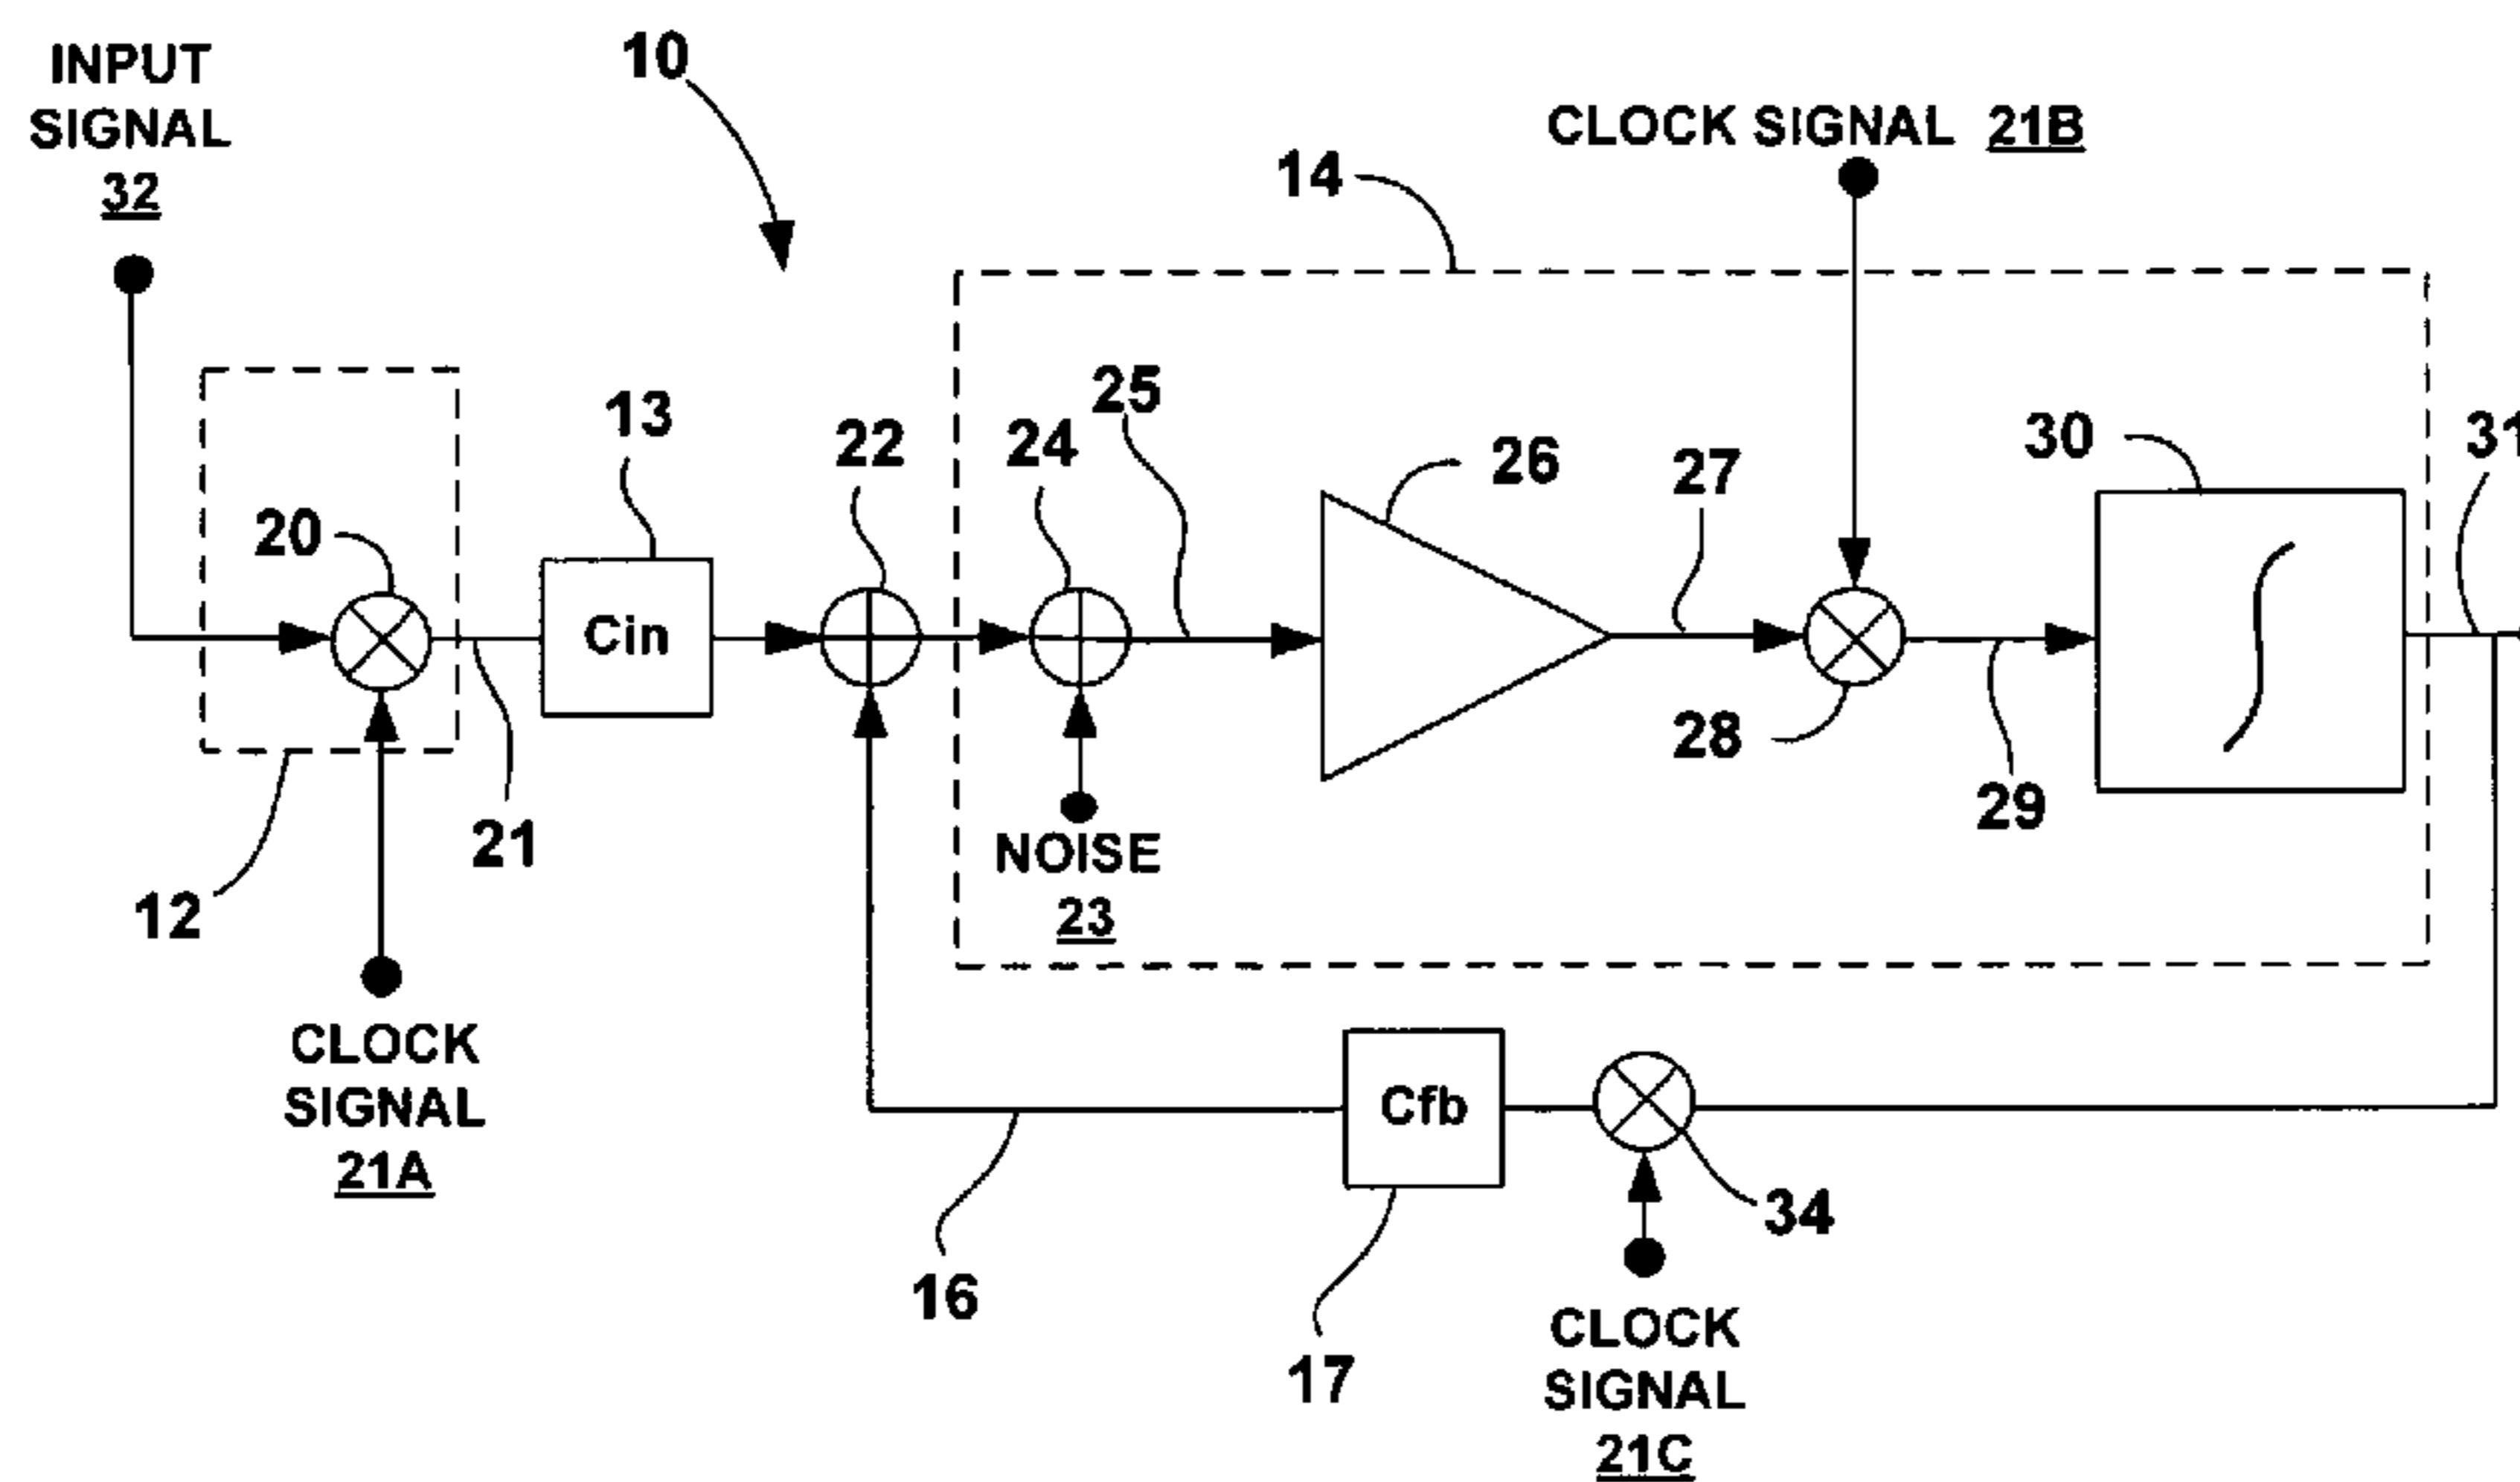 INPUT
SIGNAL
32
10
CLOCK SIGNAL 21B
14
13
22
24
25
26
27
30
31
20
Cin
28
29
21
NOISE
23
12
CLOCK
SIGNAL
21A
Cfb
34
16
17
CLOCK
SIGNAL
21C